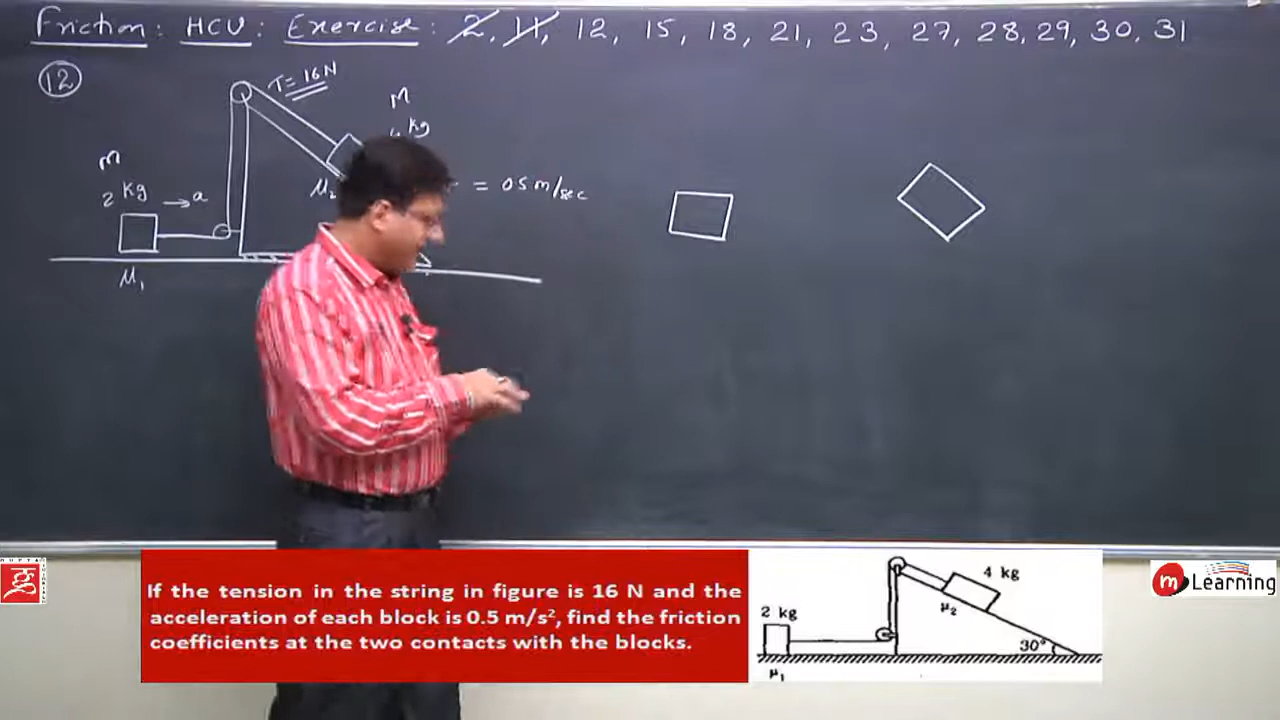 Friction: HCV: Exercise: 2, 11, 12, 15, 18, 21, 23, 27, 28, 29, 30, 31
12
T = 16 N
M
kg
M
2 kg → a
μ2
= 05 m/sec
μ1
If the tension in the string in figure is 16 N and the
acceleration of each block is 0.5 m/s², find the friction
coefficients at the two contacts with the blocks.
4 kg
2 kg
μ2
30°
μ1
m Learning